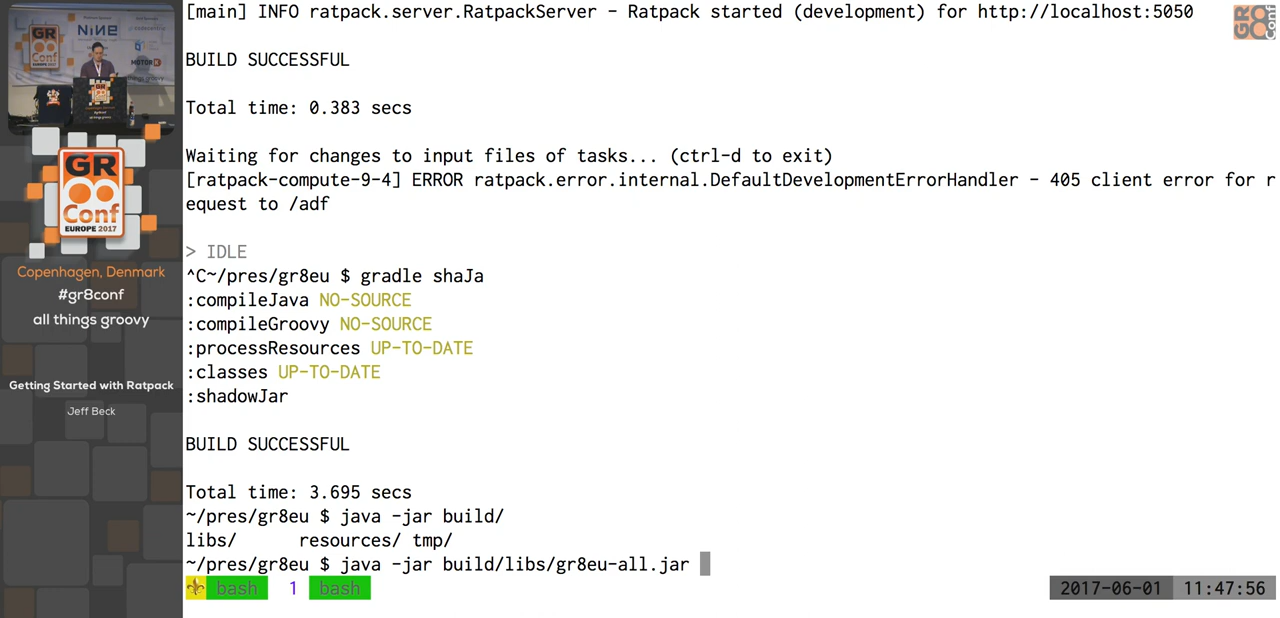 [main] INFO ratpack.server.RatpackServer - Ratpack started (development) for http://localhost:5050
BUILD SUCCESSFUL
Total time: 0.383 secs
Waiting for changes to input files of tasks... (ctrl-d to exit)
[ratpack-compute-9-4] ERROR ratpack.error.internal.DefaultDevelopmentErrorHandler - 405 client error for r
equest to /adf
> IDLE
^C~/pres/gr8eu $ gradle shaJa
:compileJava NO-SOURCE
:compileGroovy NO-SOURCE
:processResources UP-TO-DATE
:classes UP-TO-DATE
:shadowJar
BUILD SUCCESSFUL
Total time: 3.695 secs
~/pres/gr8eu $ java -jar build/
libs/ resources/ tmp/
~/pres/gr8eu $ java -jar build/libs/gr8eu-all.jar
bash 1 bash
2017-06-01 11:47:56
GR
Conf
EUROPE 2017
Copenhagen, Denmark
#gr8conf
all things groovy
Getting Started with Ratpack
Jeff Beck
NINE
GR
Conf